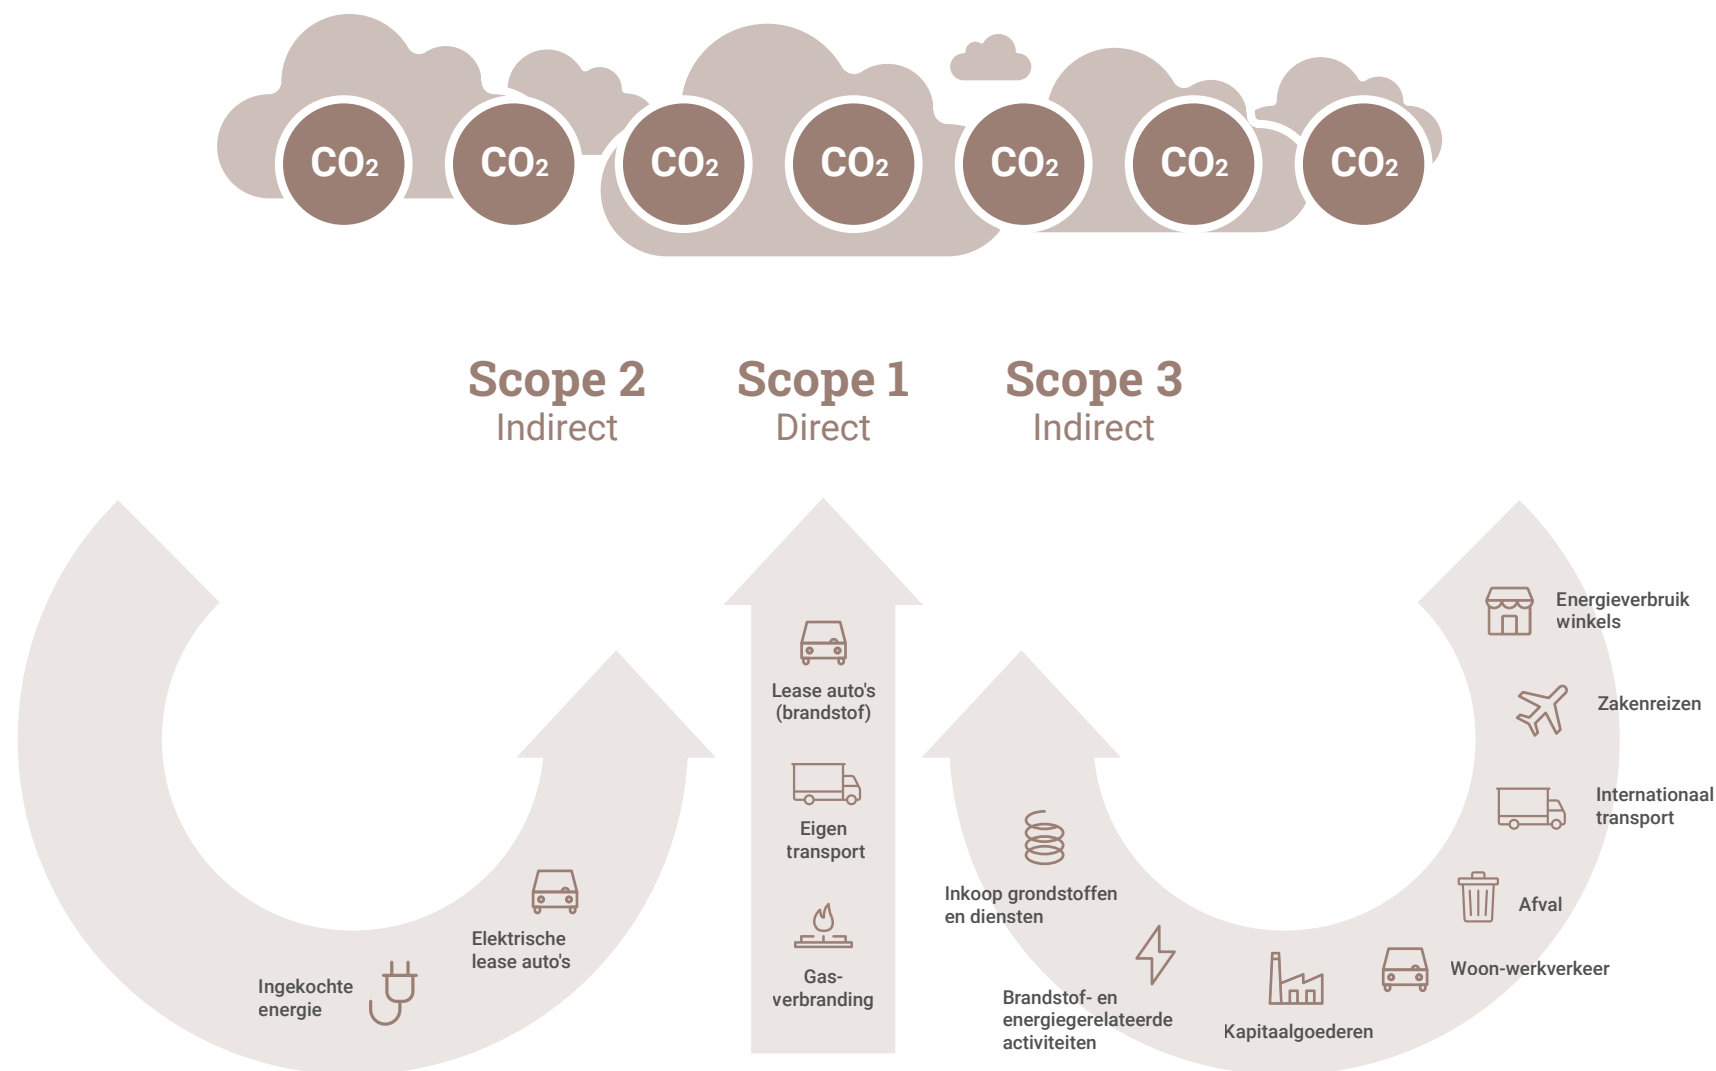 CO2
CO2
CO2
CO2
CO2
CO2
CO2
Scope 2
Indirect
Scope 1
Direct
Scope 3
Indirect
Ingekochte
energie
Elektrische
lease auto's
Lease auto's
(brandstof)
Eigen
transport
Gas-
verbranding
Inkoop grondstoffen
en diensten
Brandstof- en
energiegerelateerde
activiteiten
Kapitaalgoederen
Woon-werkverkeer
Afval
Internationaal
transport
Zakenreizen
Energieverbruik
winkels